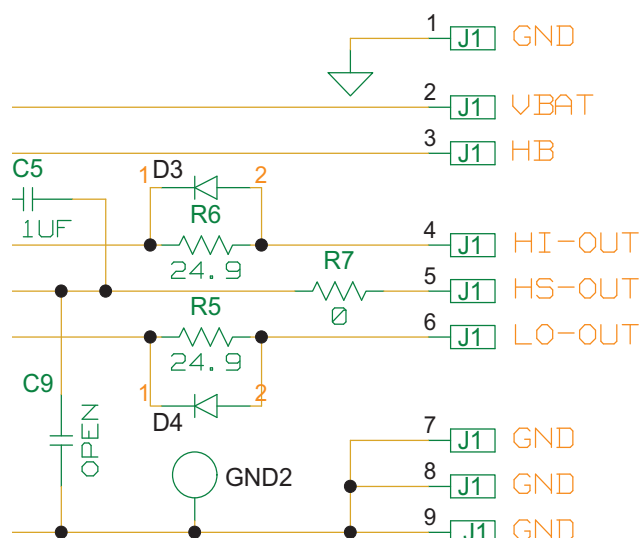 1 J1 GND
2 J1 VBAT
3 J1 HB
C5 1 D3 2
1UF R6 4 J1 HI-OUT
24.9 R7 5 J1 HS-OUT
R5 0 6 J1 LO-OUT
24.9
C9 1 2
D4
OPEN
7 J1 GND
GND2 8 J1 GND
9 J1 GND